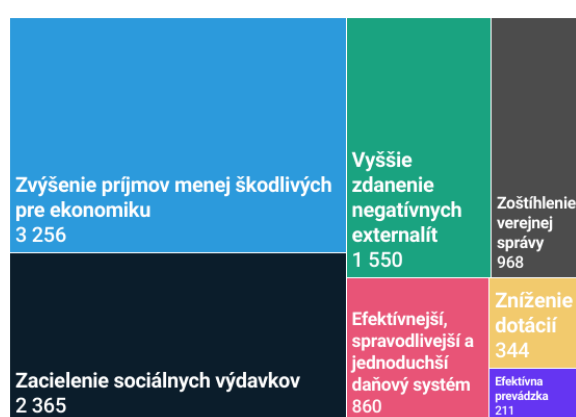 Zvýšenie príjmov menej škodlivých
pre ekonomiku
3 256
Zacielenie sociálnych výdavkov
2 365
Vyššie
zdanenie
negatívnych
externalít
1 550
Zoštíhlenie
verejnej
správy
968
Efektívnejší,
spravodlivejší a
jednoduchší
daňový systém
860
Zníženie
dotácií
344
Efektívna
prevádzka
211